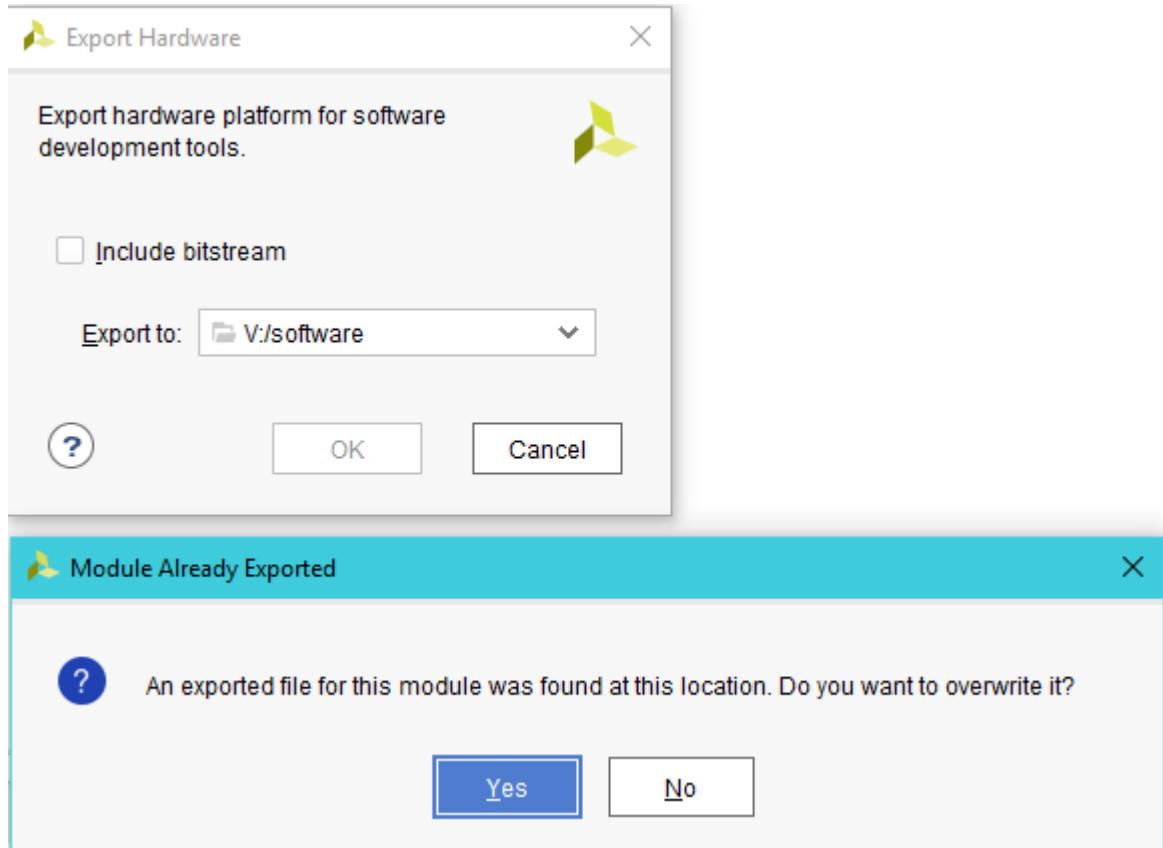 Export Hardware
Export hardware platform for software
development tools.
Include bitstream
Export to: V:/software
?
OK Cancel
Module Already Exported
? An exported file for this module was found at this location. Do you want to overwrite it?
Yes No